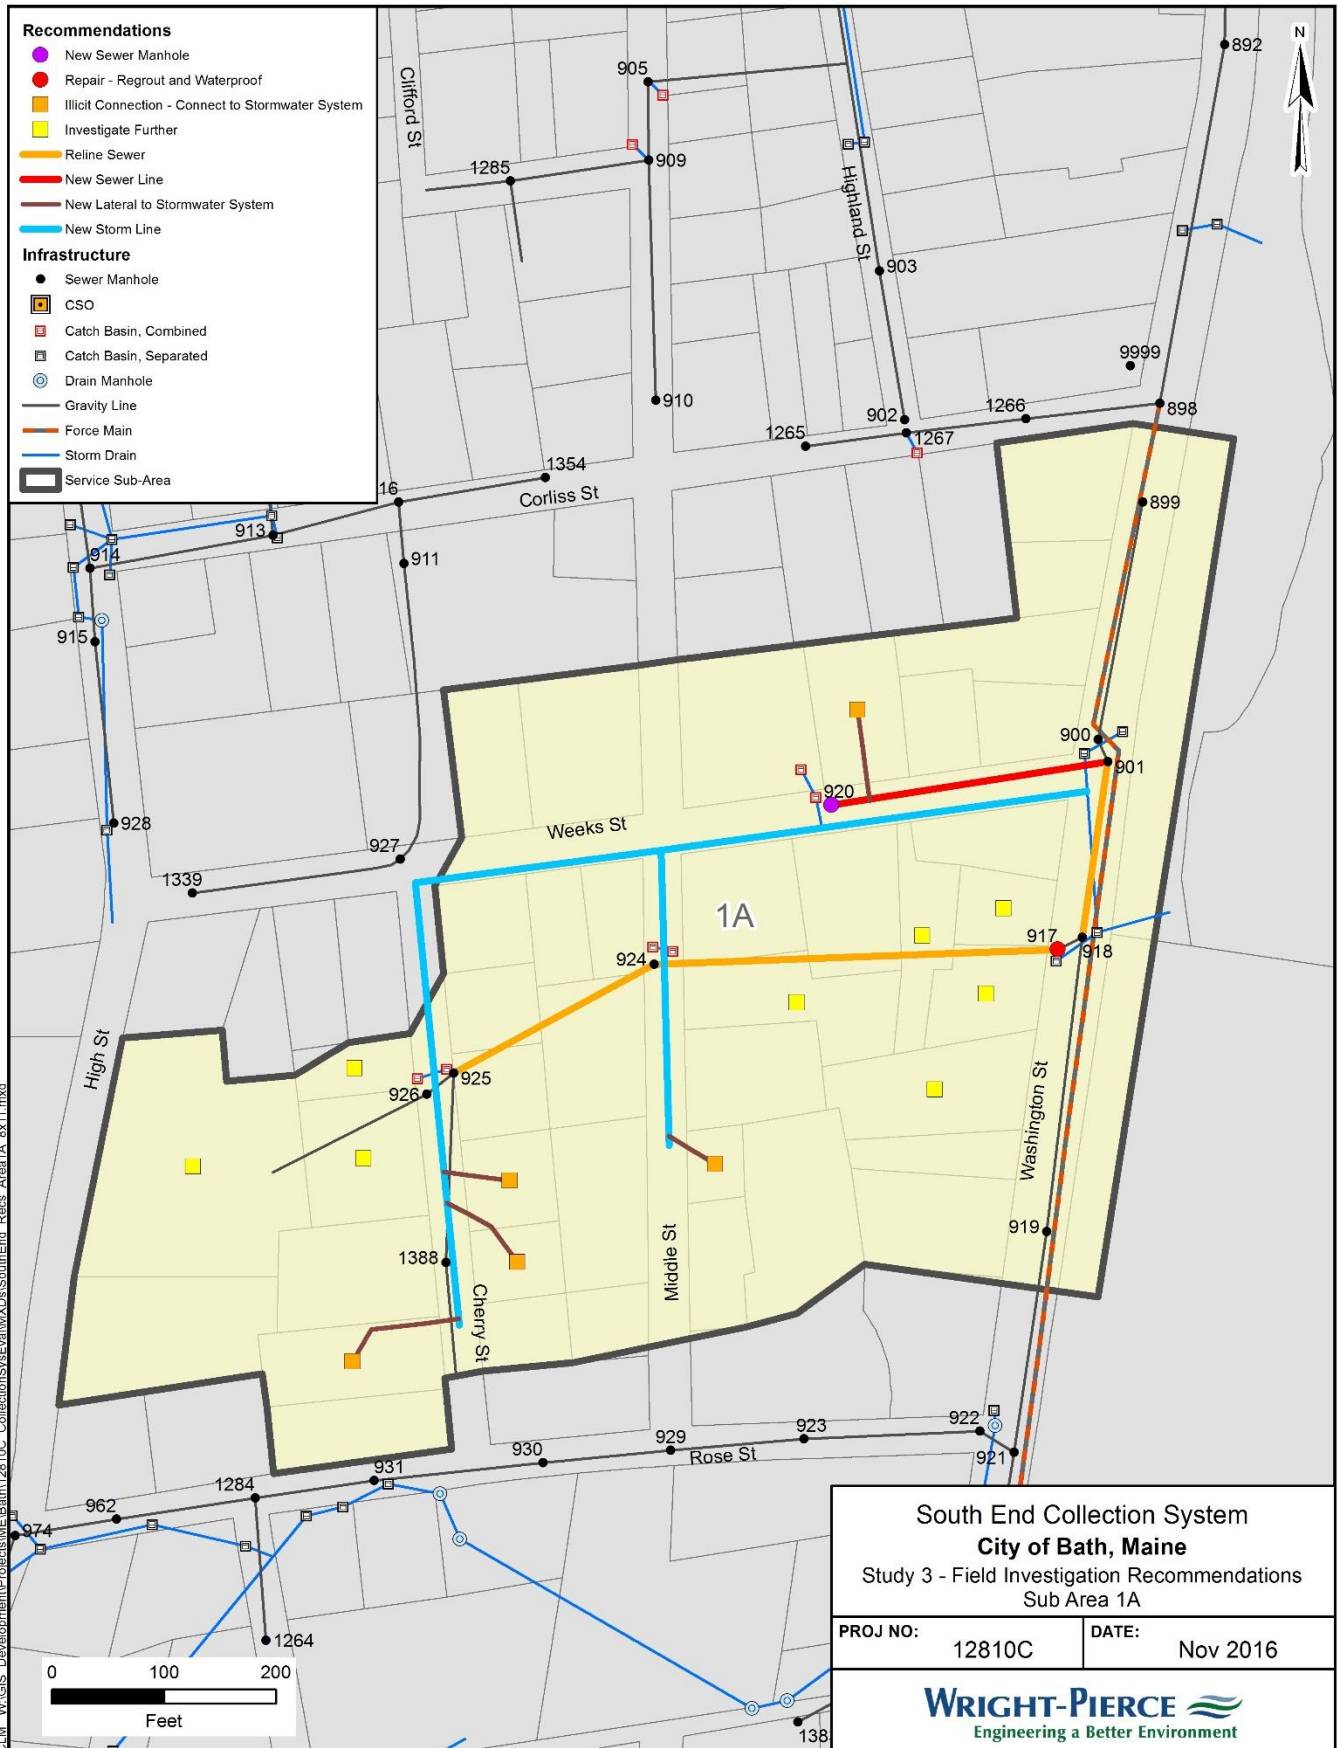 Recommendations
New Sewer Manhole
Repair - Regrout and Waterproof
Illicit Connection - Connect to Stormwater System
Investigate Further
Reline Sewer
New Sewer Line
New Lateral to Stormwater System
New Storm Line
Infrastructure
Sewer Manhole
CSO
Catch Basin, Combined
Catch Basin, Separated
Drain Manhole
Gravity Line
Force Main
Storm Drain
Service Sub-Area
N
892
Clifford St
905
909
1285
Highland St
903
9999
910
902
1266
898
1265
1267
1354
16
Corliss St
899
913
914
911
915
900
901
920
928
Weeks St
927
1339
1A
917
918
924
High St
925
926
Washington St
919
1388
Middle St
Cherry St
922
923
929
921
930
Rose St
931
1284
962
974
1264
138
0 100 200
Feet
South End Collection System
City of Bath, Maine
Study 3 - Field Investigation Recommendations
Sub Area 1A
PROJ NO:
12810C
DATE:
Nov 2016
WRIGHT-PIERCE
Engineering a Better Environment